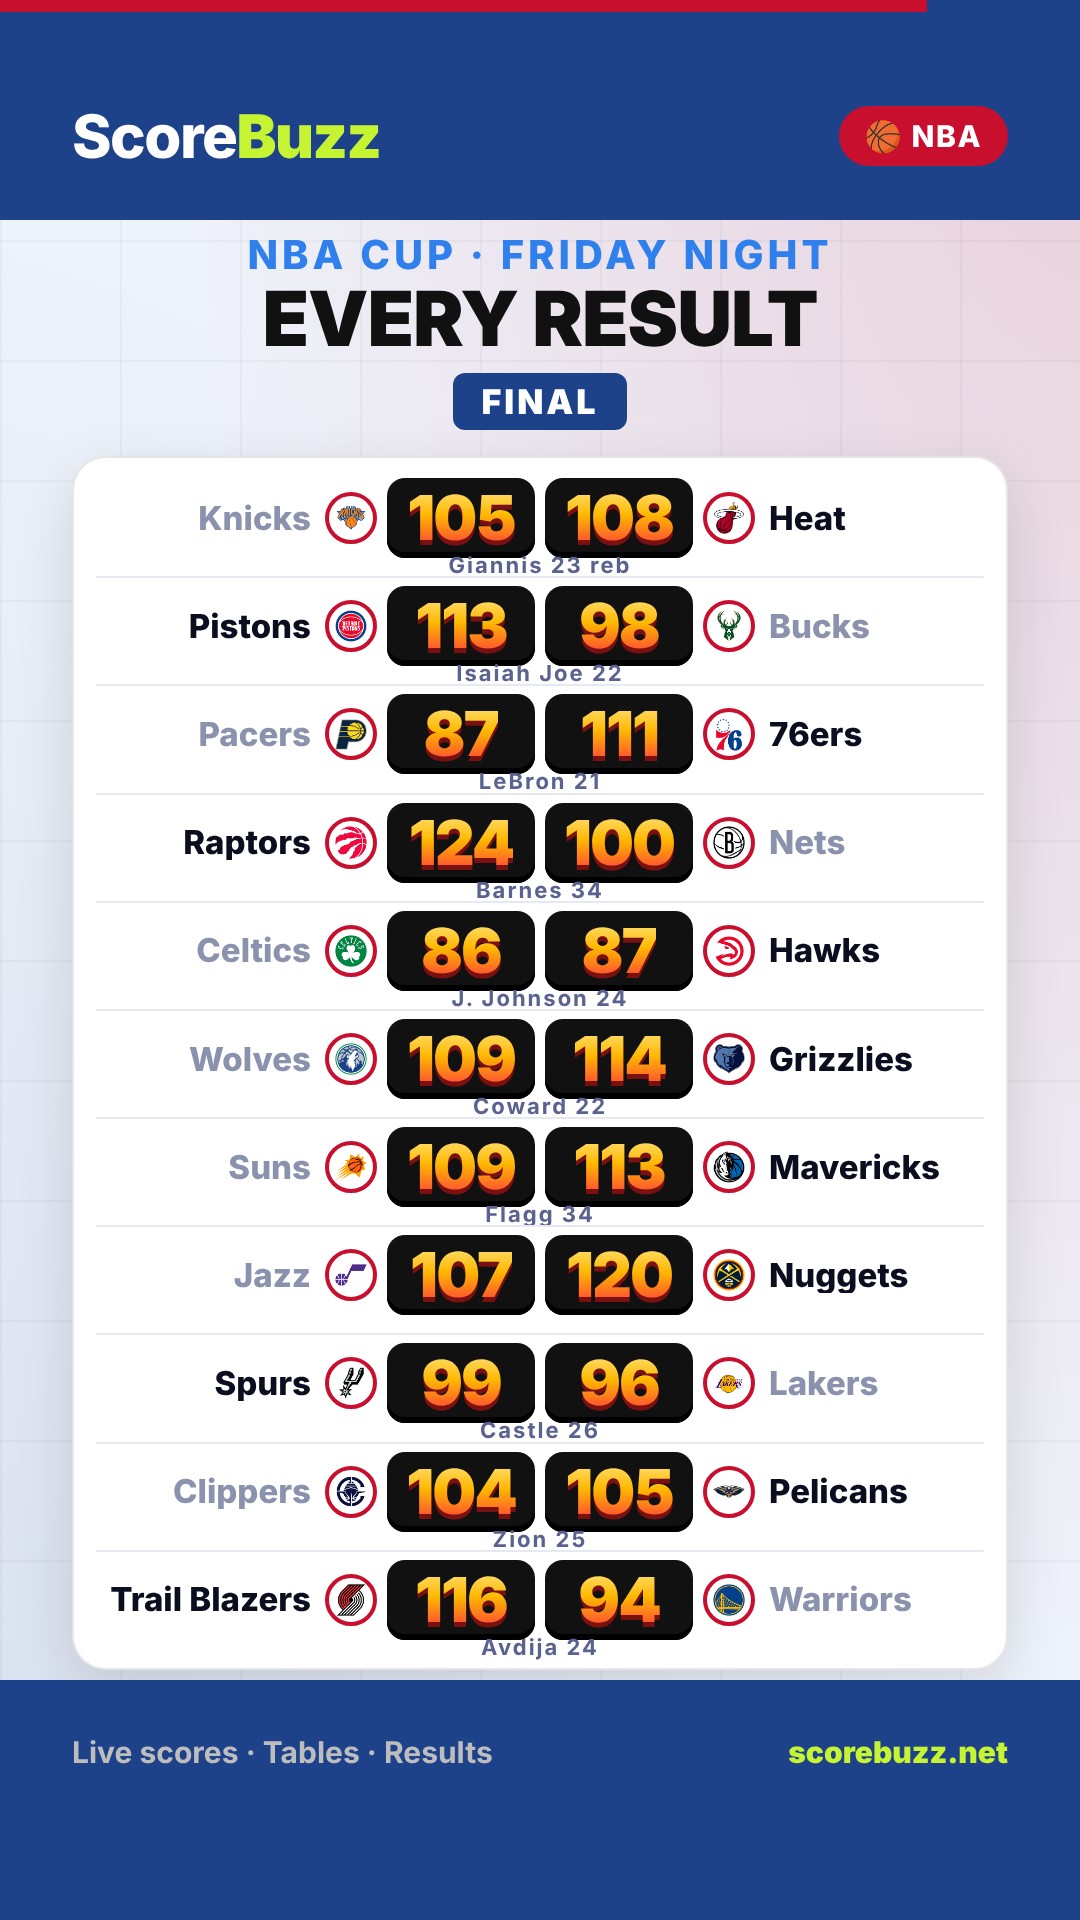 ScoreBuzz
NBA
NBA CUP · FRIDAY NIGHT
EVERY RESULT
FINAL
Knicks 105 108 Heat
Giannis 23 reb
Pistons 113 98 Bucks
Isaiah Joe 22
Pacers 87 111 76ers
LeBron 21
Raptors 124 100 Nets
Barnes 34
Celtics 86 87 Hawks
J. Johnson 24
Wolves 109 114 Grizzlies
Coward 22
Suns 109 113 Mavericks
Flagg 34
Jazz 107 120 Nuggets
Spurs 99 96 Lakers
Castle 26
Clippers 104 105 Pelicans
Zion 25
Trail Blazers 116 94 Warriors
Avdija 24
Live scores · Tables · Results
scorebuzz.net